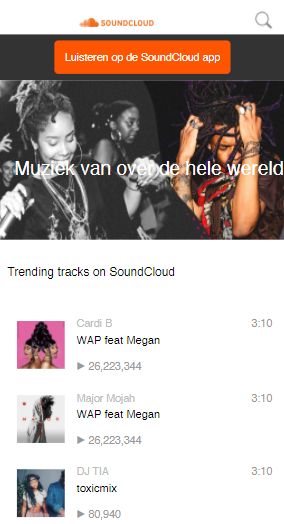 SOUNDCLOUD
Luisteren op de SoundCloud app
Muziek van over de hele wereld
Trending tracks on SoundCloud
Cardi B 3:10
WAP feat Megan
26,223,344
Major Mojah 3:10
WAP feat Megan
26,223,344
DJ TIA 3:10
toxicmix
80,940